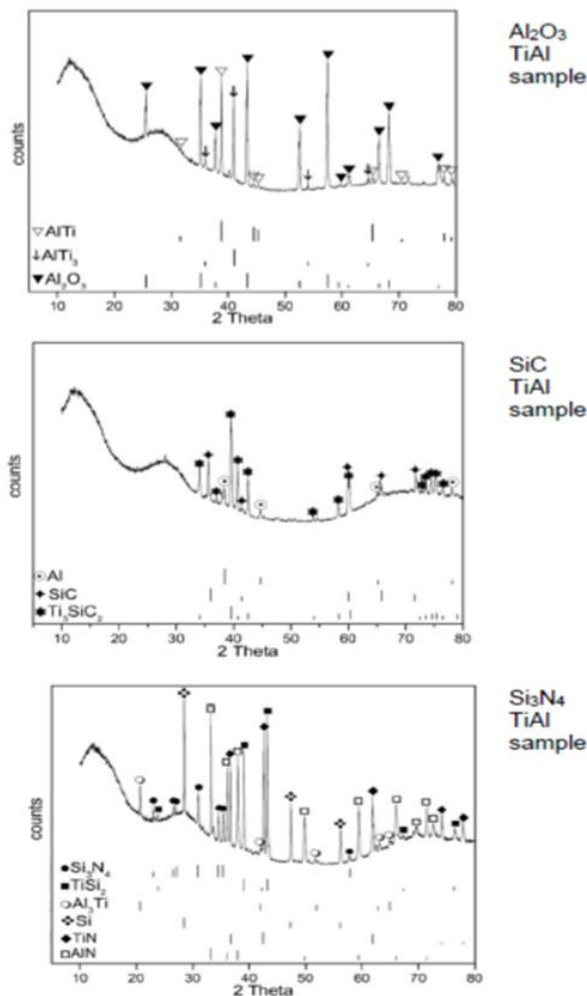 Al₂O₃
TiAl
sample
counts
▽AlTi
↓AlTi₃
▼Al₂O₃
10 20 30 40 50 60 70 80
2 Theta
SiC
TiAl
sample
counts
Al
SiC
Ti₃SiC₂
10 20 30 40 50 60 70 80
2 Theta
Si₃N₄
TiAl
sample
counts
Si₃N₄
TiSi₂
Al₃Ti
Si
TiN
AlN
10 20 30 40 50 60 70 80
2 Theta